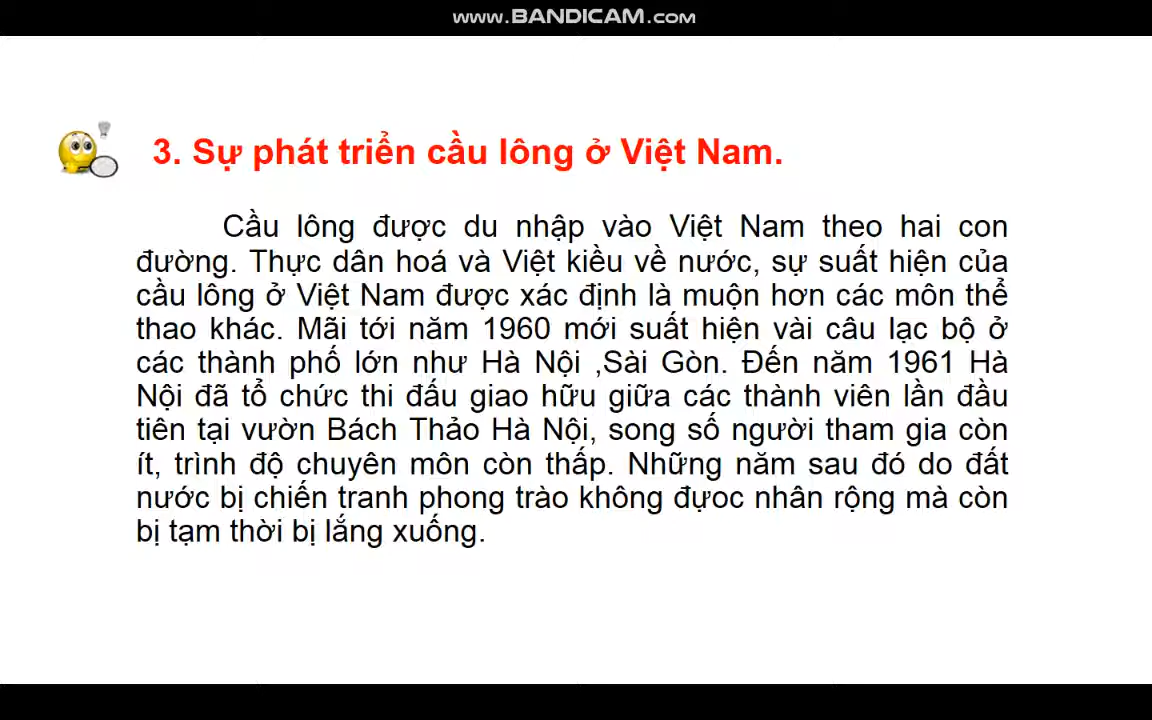 www.BANDICAM.com
3. Sự phát triển cầu lông ở Việt Nam.
Cầu lông được du nhập vào Việt Nam theo hai con
đường. Thực dân hoá và Việt kiều về nước, sự suất hiện của
cầu lông ở Việt Nam được xác định là muộn hơn các môn thể
thao khác. Mãi tới năm 1960 mới suất hiện vài câu lạc bộ ở
các thành phố lớn như Hà Nội ,Sài Gòn. Đến năm 1961 Hà
Nội đã tổ chức thi đấu giao hữu giữa các thành viên lần đầu
tiên tại vườn Bách Thảo Hà Nội, song số người tham gia còn
ít, trình độ chuyên môn còn thấp. Những năm sau đó do đất
nước bị chiến tranh phong trào không đựoc nhân rộng mà còn
bị tạm thời bị lắng xuống.